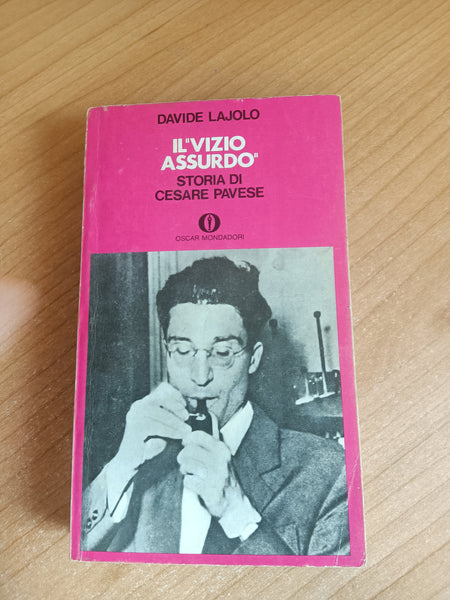 DAVIDE LAJOLO
IL "VIZIO
ASSURDO"
STORIA DI
CESARE PAVESE
OSCAR MONDADORI